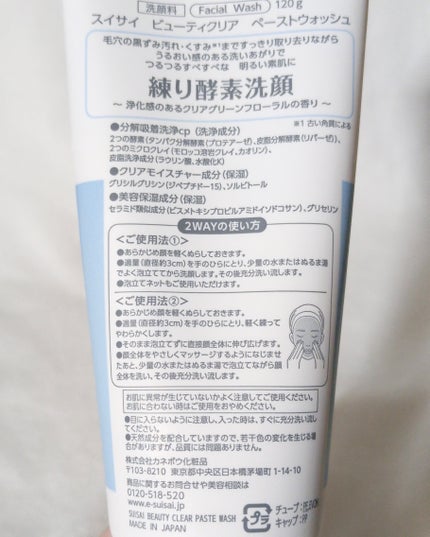 洗顔料 (Facial Wash) 120g
スイサイ ビューティクリア ペーストウォッシュ
毛穴の黒ずみ汚れ・くすみ※1まですっきり取り去りながら
うるおい感のある洗いあがりで
つるつるすべすべな 明るい素肌に
練り酵素洗顔
～ 浄化感のあるクリアグリーンフローラルの香り ～
※1 古い角質による
●分解吸着洗浄cp (洗浄成分)
2つの酵素(タンパク分解酵素(プロテアーゼ)、皮脂分解酵素(リパーゼ))、
2つのミクロクレイ(モロッコ溶岩クレイ、カオリン)、
皮脂洗浄成分(ラウリン酸、水酸化K)
●クリアモイスチャー成分(保湿)
グリシルグリシン(ジペプチド-15)、ソルビトール
●美容保湿成分(保湿)
セラミド類似成分(ビスメトキシプロピルアミドイソドコサン)、グリセリン
2WAYの使い方
＜ご使用法①＞
●あらかじめ顔を軽くぬらしておきます。
●適量(直径約3cm)を手のひらにとり、少量の水またはぬるま湯
でよく泡立ててから洗顔します。その後充分洗い流します。
●泡立てネットもご使用いただけます。
＜ご使用法②＞
●あらかじめ顔を軽くぬらしておきます。
●適量(直径約3cm)を手のひらにとり、軽く練って
やわらかくします。
●そのまま泡立てずに直接顔全体に伸び広げます。
●顔全体をやさしくマッサージするようになじませ
たあと、少量の水またはぬるま湯で泡立てながら顔
全体を洗い、その後充分に洗い流します。
お肌に異常が生じていないかよく注意してご使用ください。
お肌に合わない時はご使用をおやめください。
●目に入らないように注意し、入った時は、すぐに充分洗い流し
てください。
●天然成分を配合していますので、若干色の変化を生じる場
合がありますが、品質には問題ありません。
株式会社カネボウ化粧品
〒103-8210 東京都中央区日本橋茅場町1-14-10
商品に関するお問合せや美容相談は
0120-518-520
www.e-suisai.com
SUISAI BEAUTY CLEAR PASTE WASH
MADE IN JAPAN
プラ
チューブ:PE,EVOH
キャップ:PP